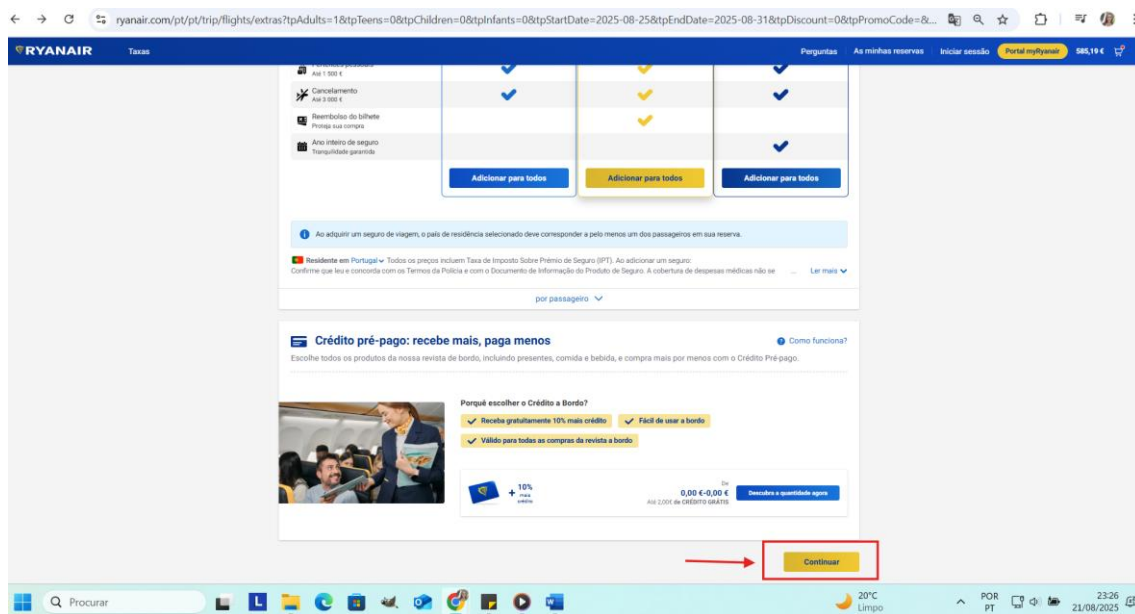 ryanair.com/pt/pt/trip/flights/extras?tpAdults=1&tpTeens=0&tpChildren=0&tpInfants=0&tpStartDate=2025-08-25&tpEndDate=2025-08-31&tpDiscount=0&tpPromoCode=&...
RYANAIR Taxas Perguntas As minhas reservas Iniciar sessão Portal myRyanair 585,19 €
Até 1 500 €
Cancelamento
Até 3 000 €
Reembolso do bilhete
Proteja sua compra
Ano inteiro de seguro
Tranquilidade garantida
Adicionar para todos Adicionar para todos Adicionar para todos
Ao adquirir um seguro de viagem, o país de residência selecionado deve corresponder a pelo menos um dos passageiros em sua reserva.
Residente em Portugal Todos os preços incluem Taxa de Imposto Sobre Prémio de Seguro (IPT). Ao adicionar um seguro:
Confirme que leu e concorda com os Termos da Polícia e com o Documento de Informação do Produto de Seguro. A cobertura de despesas médicas não se ... Ler mais
por passageiro
Crédito pré-pago: recebe mais, paga menos Como funciona?
Escolhe todos os produtos da nossa revista de bordo, incluindo presentes, comida e bebida, e compra mais por menos com o Crédito Pré-pago.
Porquê escolher o Crédito a Bordo?
Receba gratuitamente 10% mais crédito Fácil de usar a bordo
Válido para todas as compras da revista a bordo
+ 10%
mais
crédito
De
0,00 €-0,00 €
Até 2,00€ de CRÉDITO GRÁTIS
Descubra a quantidade agora
Continuar
Procurar
L
20°C
Limpo
POR
PT
23:26
21/08/2025